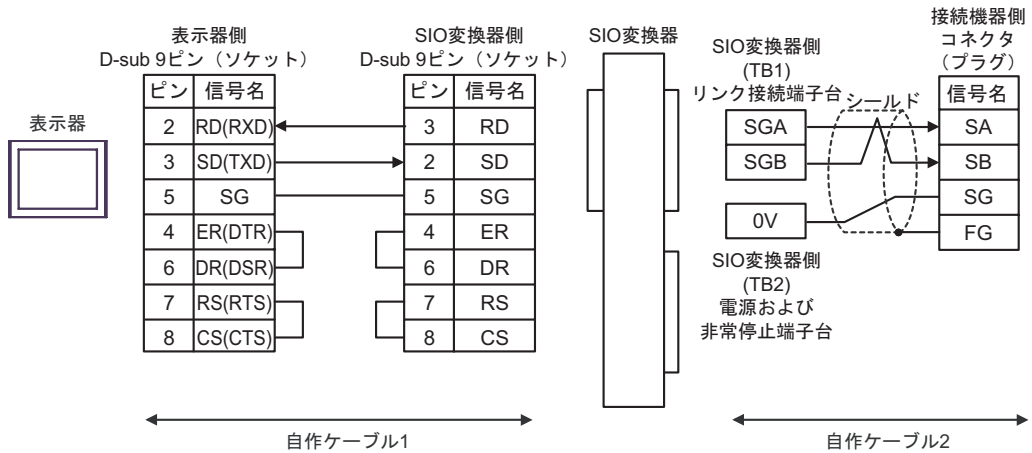 表示器
表示器側
D-sub 9ピン（ソケット）
ピン 信号名
2 RD(RXD)
3 SD(TXD)
5 SG
4 ER(DTR)
6 DR(DSR)
7 RS(RTS)
8 CS(CTS)
SIO変換器側
D-sub 9ピン（ソケット）
ピン 信号名
3 RD
2 SD
5 SG
4 ER
6 DR
7 RS
8 CS
自作ケーブル1
SIO変換器
SIO変換器側
(TB1)
リンク接続端子台
SGA
SGB
0V
SIO変換器側
(TB2)
電源および
非常停止端子台
シールド
接続機器側
コネクタ
（プラグ）
信号名
SA
SB
SG
FG
自作ケーブル2